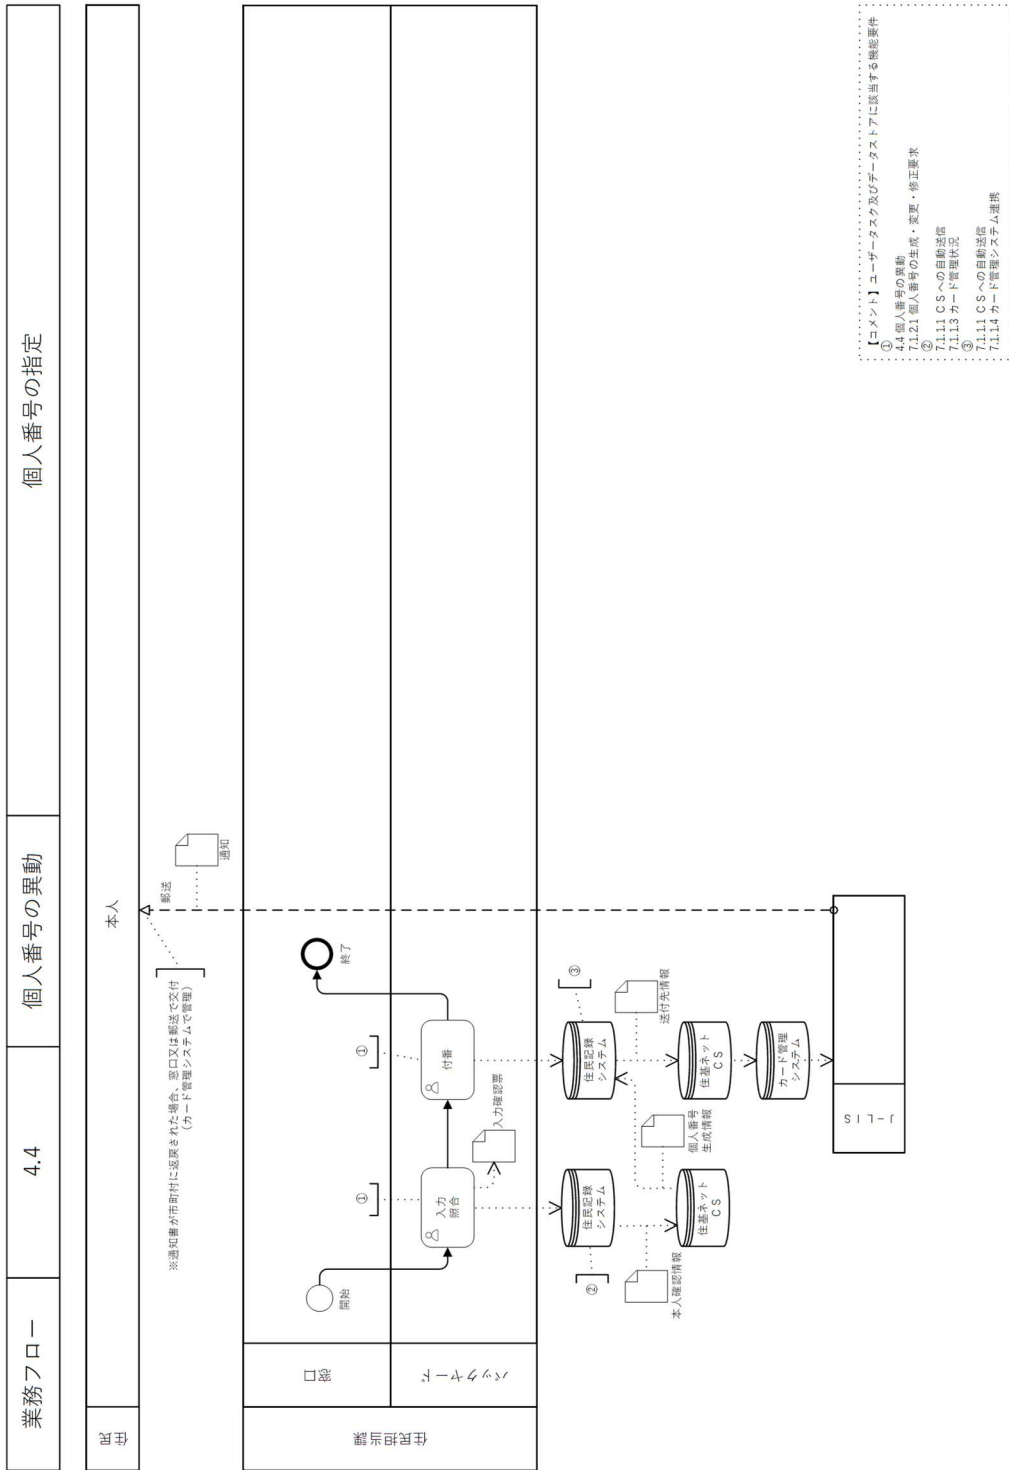 業務フロー
4.4
個人番号の異動
個人番号の指定
住民
本人
※通知書が市町村に返戻された場合、窓口又は郵送で交付
（カード管理システムで管理）
郵送
通知
住民担当課
窓口
開始
終了
バックヤード
①
入力
照合
①
付番
入力確認票
②
住民記録
システム
本人確認情報
住基ネット
CS
個人番号
生成情報
③
住民記録
システム
送付先情報
住基ネット
CS
カード管理
システム
J-LIS
【コメント】ユーザータスク及びデータストアに該当する機能要件
①
4.4 個人番号の異動
7.1.2.1 個人番号の生成・変更・修正要求
②
7.1.1.1 CSへの自動送信
7.1.1.3 カード管理状況
③
7.1.1.1 CSへの自動送信
7.1.1.4 カード管理システム連携